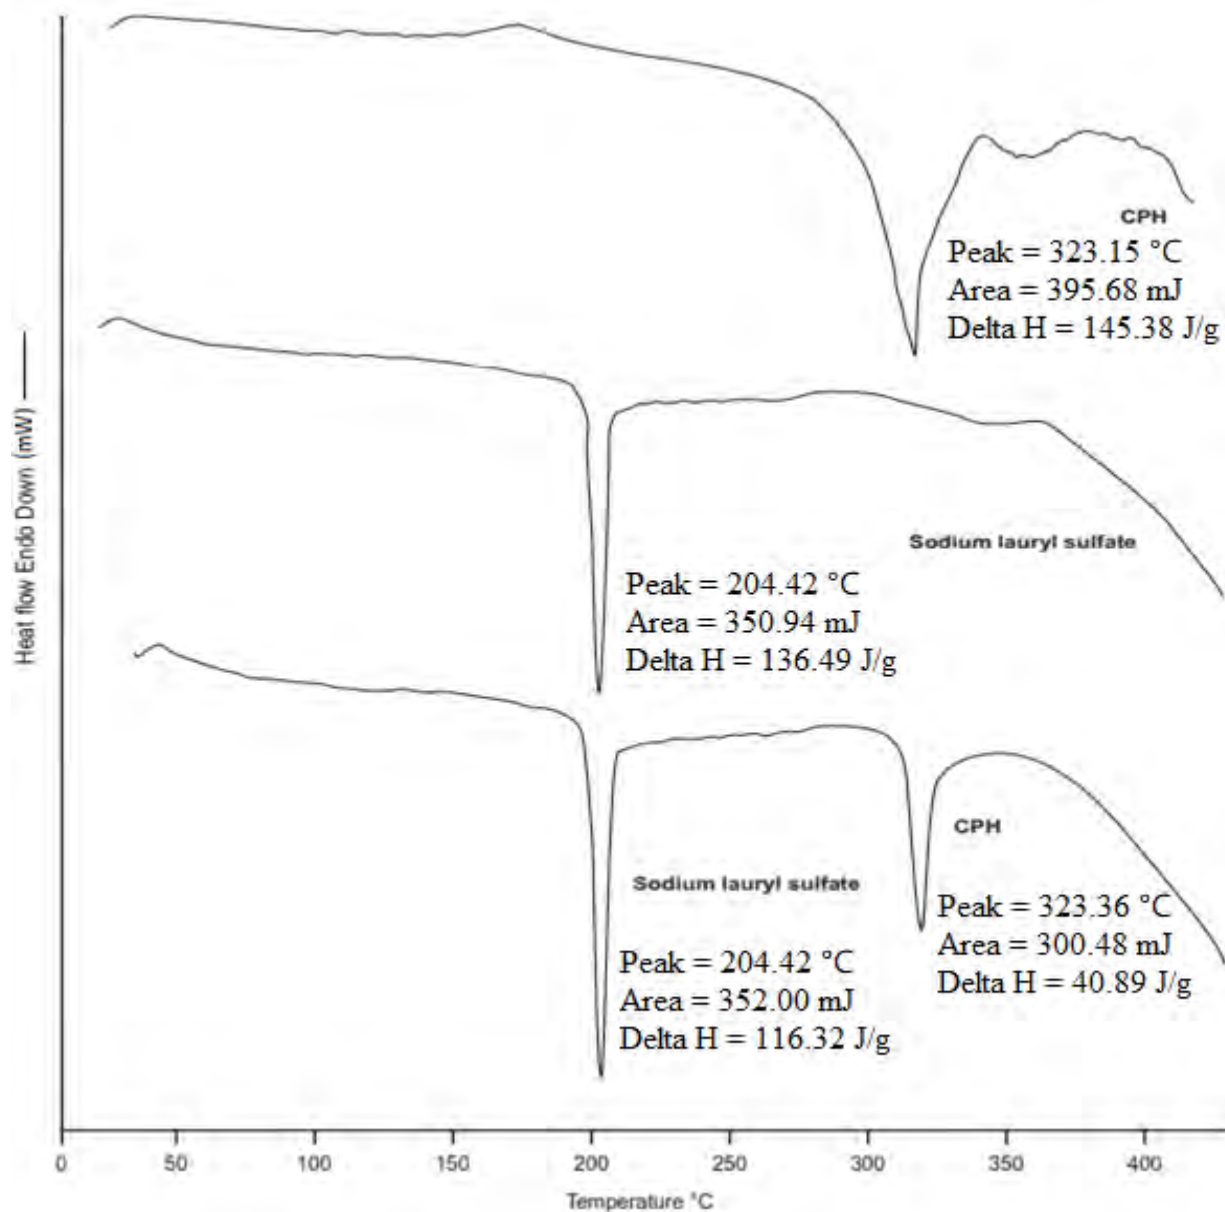 CPH
Peak = 323.15 °C
Area = 395.68 mJ
Delta H = 145.38 J/g
Heat flow Endo Down (mW)
Sodium lauryl sulfate
Peak = 204.42 °C
Area = 350.94 mJ
Delta H = 136.49 J/g
CPH
Sodium lauryl sulfate
Peak = 323.36 °C
Area = 300.48 mJ
Delta H = 40.89 J/g
Peak = 204.42 °C
Area = 352.00 mJ
Delta H = 116.32 J/g
0 50 100 150 200 250 300 350 400
Temperature °C